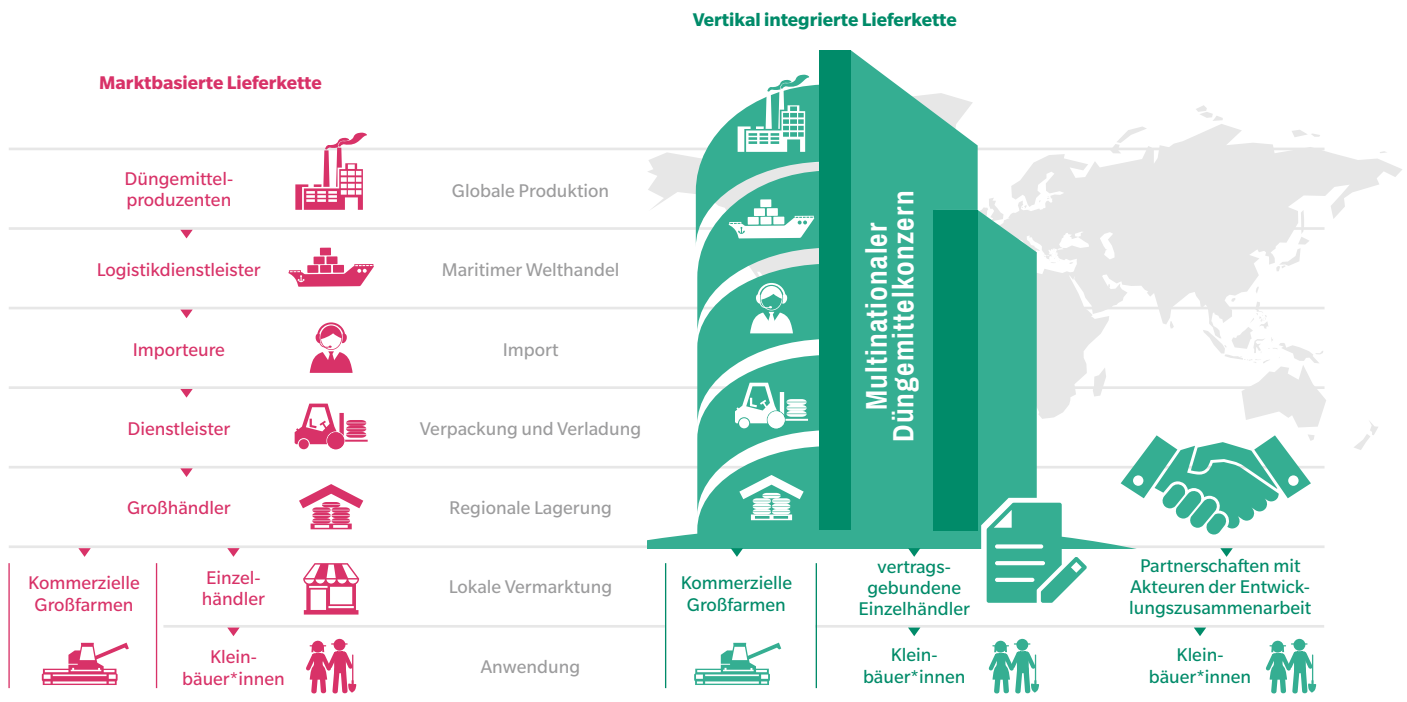 Vertikal integrierte Lieferkette
Marktbasierte Lieferkette
Düngemittel-
produzenten
Globale Produktion
Logistikdienstleister
Maritimer Welthandel
Importeure
Import
Dienstleister
Verpackung und Verladung
Großhändler
Regionale Lagerung
Kommerzielle
Großfarmen
Einzel-
händler
Lokale Vermarktung
Klein-
bäuer*innen
Anwendung
Multinationaler
Düngemittelkonzern
Kommerzielle
Großfarmen
vertrags-
gebundene
Einzelhändler
Klein-
bäuer*innen
Partnerschaften mit
Akteuren der Entwick-
lungszusammenarbeit
Klein-
bäuer*innen